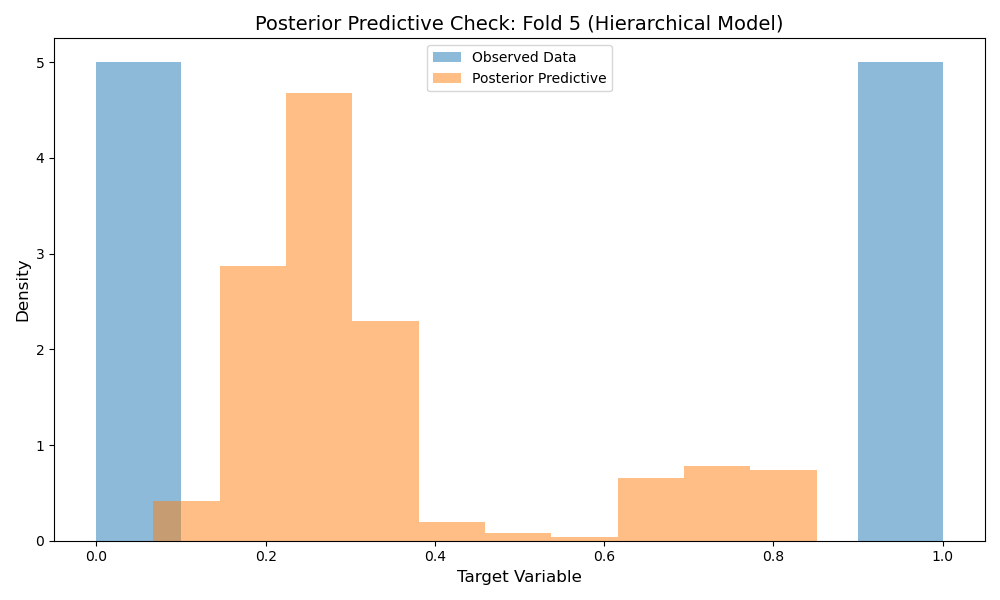 Posterior Predictive Check: Fold 5 (Hierarchical Model)
Observed Data
Posterior Predictive
5
4
3
2
1
0
Density
0.0 0.2 0.4 0.6 0.8 1.0
Target Variable